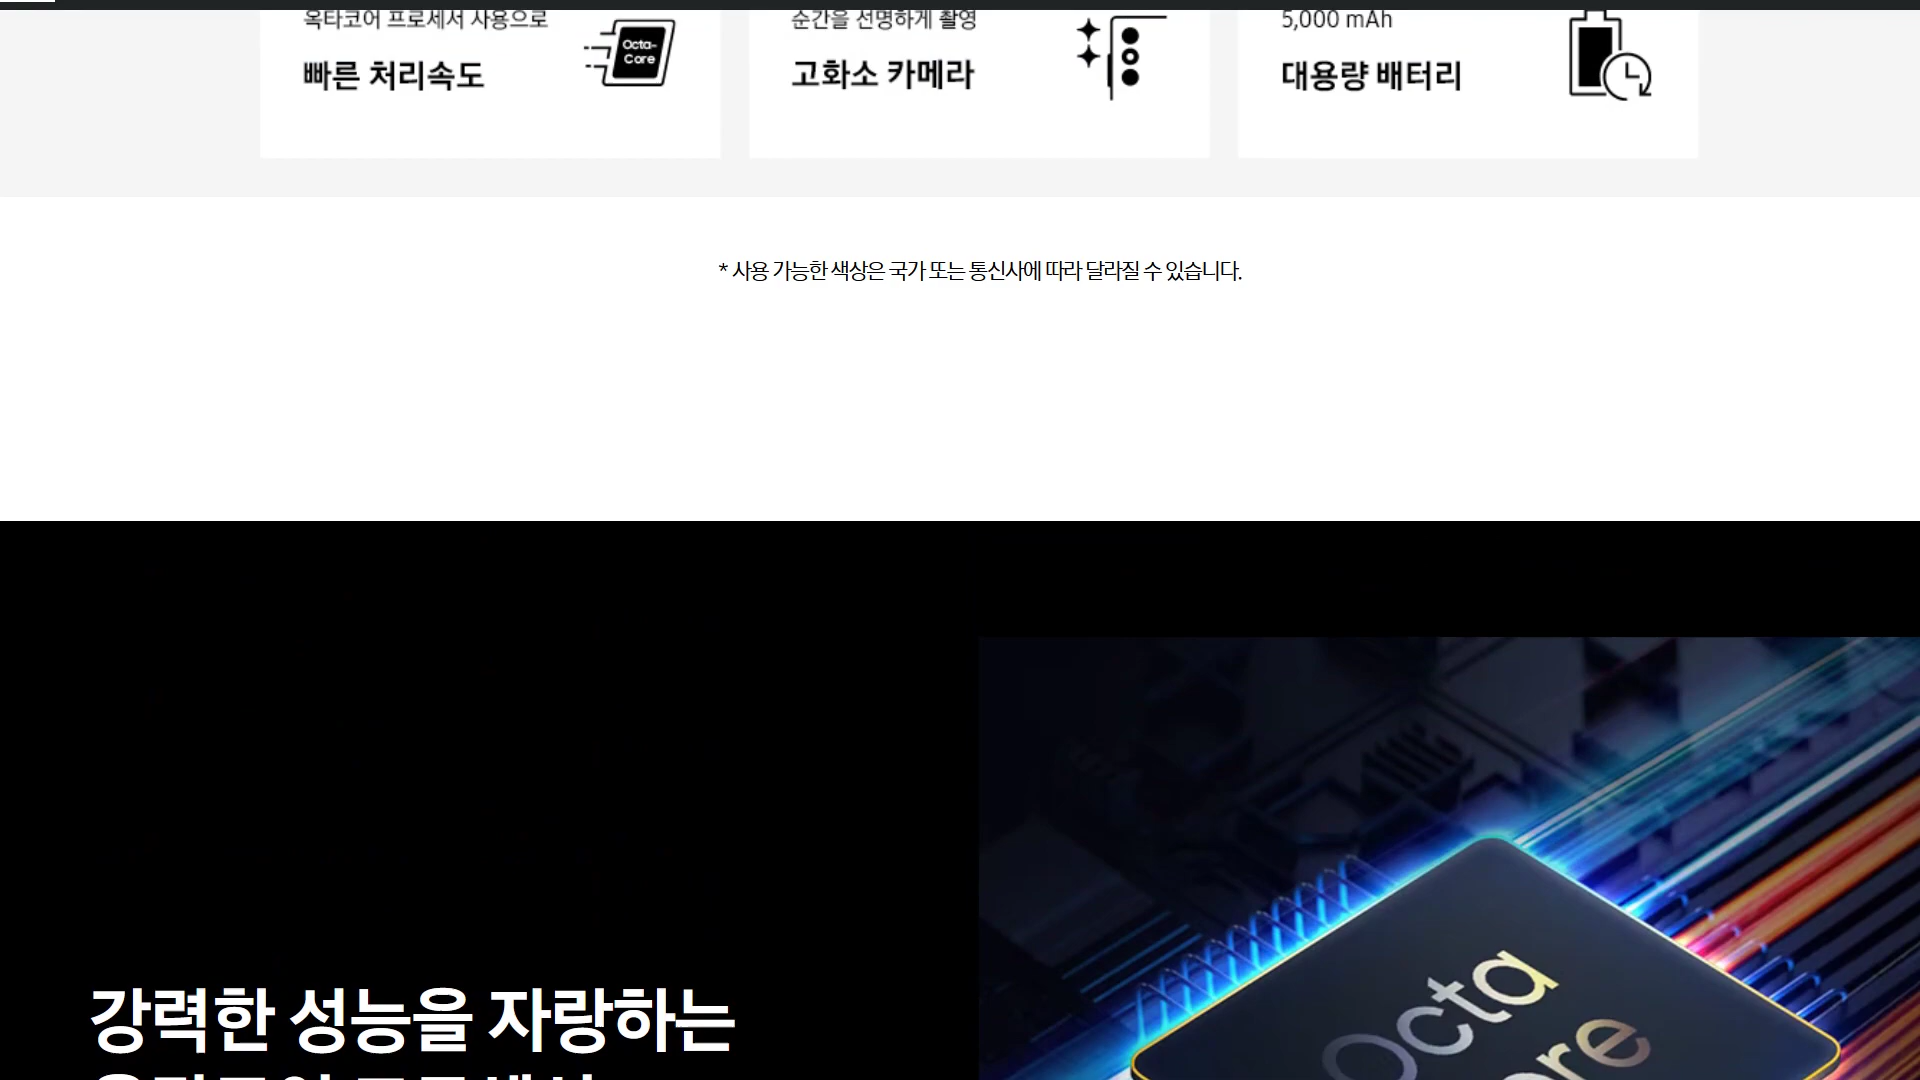 옥타코어 프로세서 사용으로
빠른 처리속도
Octa-
Core
순간을 선명하게 촬영
고화소 카메라
5,000 mAh
대용량 배터리
* 사용 가능한 색상은 국가 또는 통신사에 따라 달라질 수 있습니다.
강력한 성능을 자랑하는
Octa